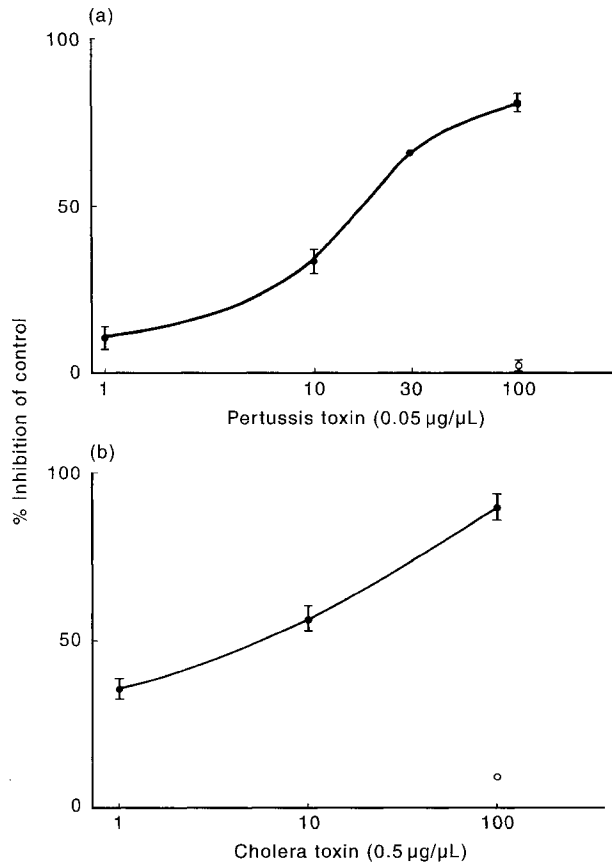 (a)
100
50
0
1 10 30 100
Pertussis toxin (0.05 µg/µL)
% Inhibition of control
(b)
100
50
0
1 10 100
Cholera toxin (0.5 µg/µL)